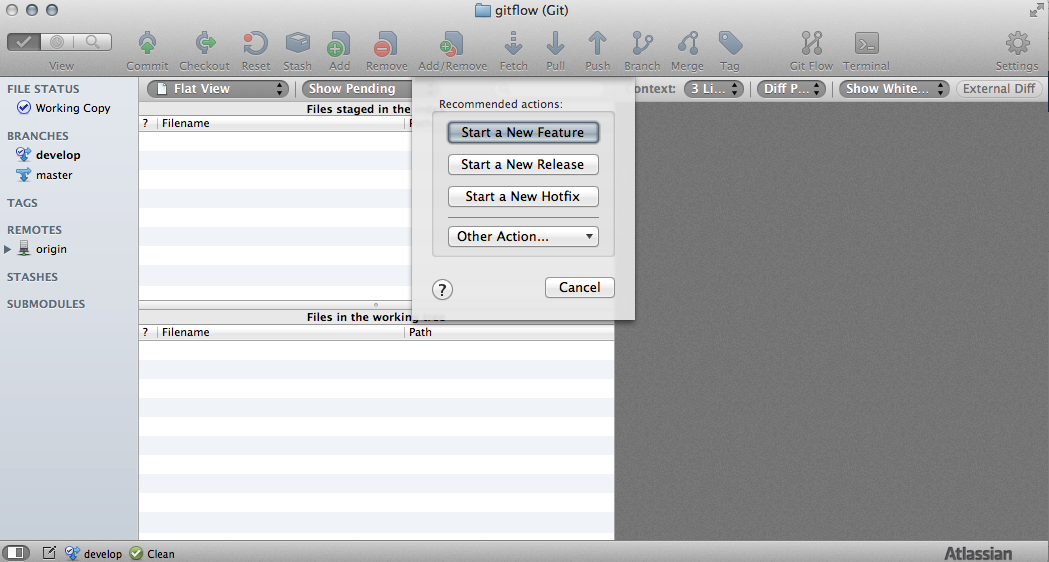 gitflow (Git)
View
Commit
Checkout
Reset
Stash
Add
Remove
Add/Remove
Fetch
Pull
Push
Branch
Merge
Tag
Git Flow
Terminal
Settings
FILE STATUS
Working Copy
BRANCHES
develop
master
TAGS
REMOTES
origin
STASHES
SUBMODULES
Flat View
Show Pending
3 Li...
Diff P...
Show White...
External Diff
Files staged in the
? Filename
Recommended actions:
Start a New Feature
Start a New Release
Start a New Hotfix
Other Action...
?
Cancel
Files in the working tree
? Filename Path
develop
Clean
Atlassian